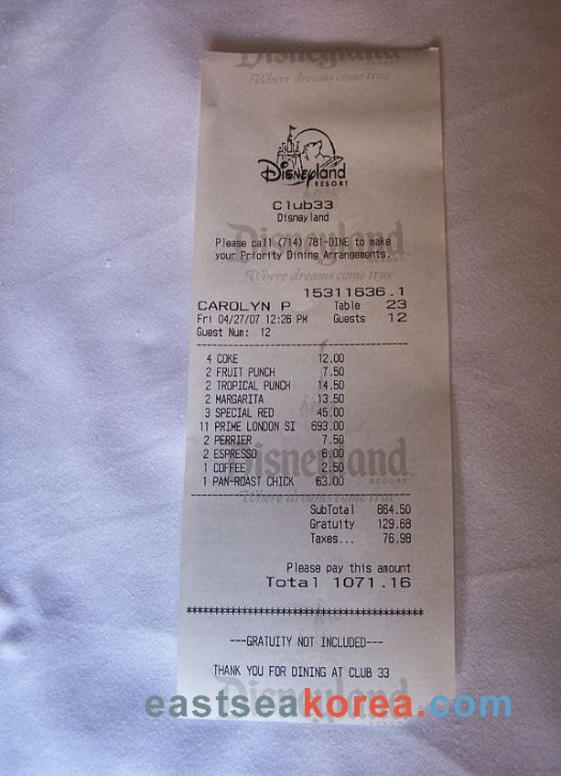 Disneyland
RESORT
Where dreams come true
Disneyland
RESORT
Club33
Disneyland
Disneyland
RESORT
Please call (714) 781-DINE to make
your Priority Dining Arrangements.
Where dreams come true
15311636.1
CAROLYN P Table 23
Fri 04/27/07 12:26 PM Guests 12
Guest Num: 12
4 COKE 12.00
2 FRUIT PUNCH 7.50
2 TROPICAL PUNCH 14.50
2 MARGARITA 13.50
3 SPECIAL RED 45.00
11 PRIME LONDON SI 693.00
2 PERRIER 7.50
2 ESPRESSO 6.00
1 COFFEE 2.50
Disneyland
RESORT
1 PAN-ROAST CHICK 63.00
Where dreams come true
SubTotal 864.50
Gratuity 129.68
Taxes... 76.98
Please pay this amount
Total 1071.16
****************************************
---GRATUITY NOT INCLUDED---
THANK YOU FOR DINING AT CLUB 33
Disneyland
eastseakorea.com